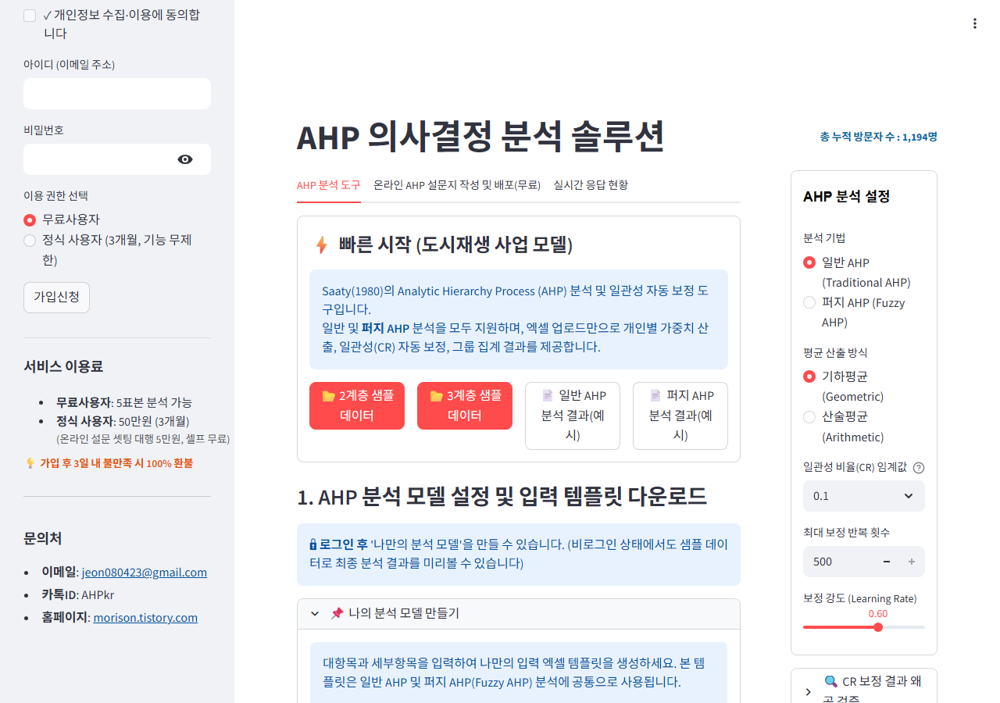 ✓ 개인정보 수집·이용에 동의합
니다
아이디 (이메일 주소)
비밀번호
이용 권한 선택
무료사용자
정식 사용자 (3개월, 기능 무제
한)
가입신청
서비스 이용료
무료사용자: 5표본 분석 가능
정식 사용자: 50만원 (3개월)
(온라인 설문 셋팅 대행 5만원, 셀프 무료)
💡 가입 후 3일 내 불만족 시 100% 환불
문의처
이메일: jeon080423@gmail.com
카톡ID: AHPkr
홈페이지: morison.tistory.com
AHP 의사결정 분석 솔루션
총 누적 방문자 수 : 1,194명
AHP 분석 도구
온라인 AHP 설문지 작성 및 배포(무료)
실시간 응답 현황
⚡ 빠른 시작 (도시재생 사업 모델)
Saaty(1980)의 Analytic Hierarchy Process (AHP) 분석 및 일관성 자동 보정 도
구입니다.
일반 및 퍼지 AHP 분석을 모두 지원하며, 엑셀 업로드만으로 개인별 가중치 산
출, 일관성(CR) 자동 보정, 그룹 집계 결과를 제공합니다.
📂 2계층 샘플
데이터
📂 3계층 샘플
데이터
📄 일반 AHP
분석 결과(예
시)
📄 퍼지 AHP
분석 결과(예
시)
1. AHP 분석 모델 설정 및 입력 템플릿 다운로드
🔒 로그인 후 '나만의 분석 모델'을 만들 수 있습니다. (비로그인 상태에서도 샘플 데이
터로 최종 분석 결과를 미리볼 수 있습니다)
📌 나의 분석 모델 만들기
대항목과 세부항목을 입력하여 나만의 입력 엑셀 템플릿을 생성하세요. 본 템
플릿은 일반 AHP 및 퍼지 AHP(Fuzzy AHP) 분석에 공통으로 사용됩니다.
AHP 분석 설정
분석 기법
일반 AHP
(Traditional AHP)
퍼지 AHP (Fuzzy
AHP)
평균 산출 방식
기하평균
(Geometric)
산술평균
(Arithmetic)
일관성 비율(CR) 임계값
0.1
최대 보정 반복 횟수
500
보정 강도 (Learning Rate)
0.60
🔍 CR 보정 결과 왜
곡 검증